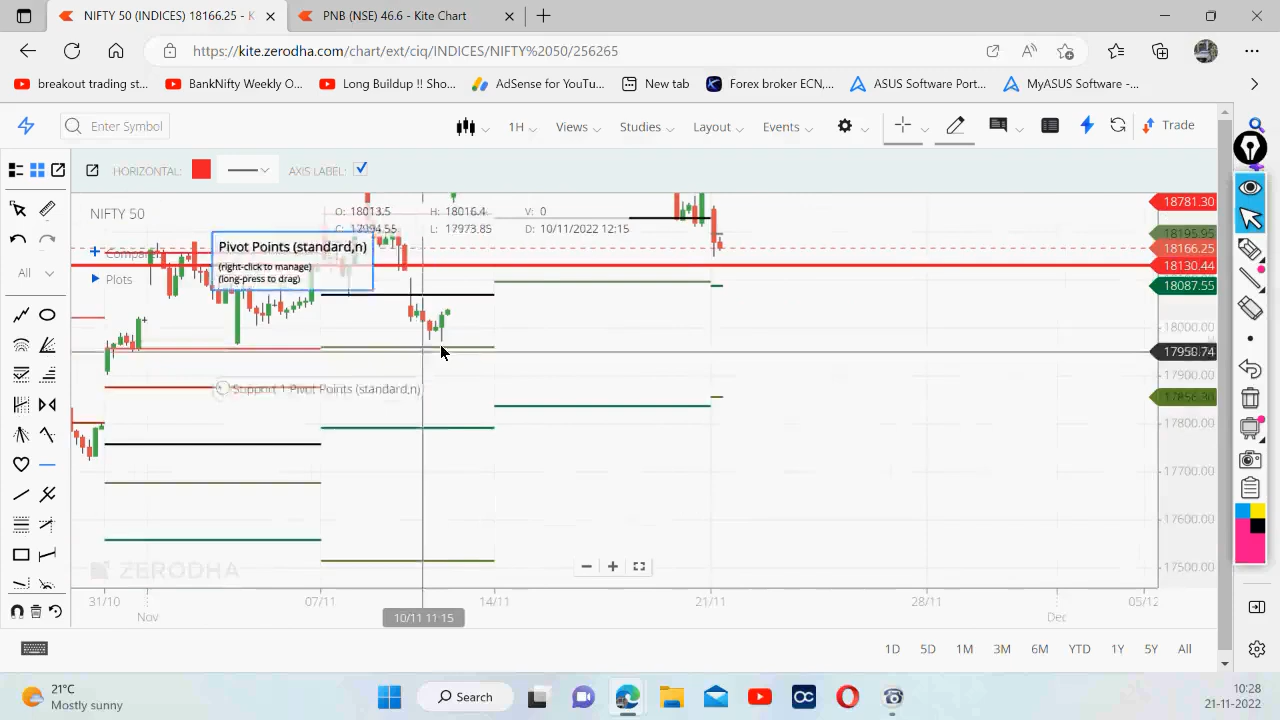 NIFTY 50 (INDICES) 18166.25 - K
PNB (NSE) 46.6 - Kite Chart
https://kite.zerodha.com/chart/ext/ciq/INDICES/NIFTY%2050/256265
breakout trading st...
BankNifty Weekly O...
Long Buildup !! Sho...
AdSense for YouTu...
New tab
Forex broker ECN,...
ASUS Software Port...
MyASUS Software -...
Enter Symbol
1H
Views
Studies
Layout
Events
Trade
HORIZONTAL:
AXIS LABEL:
NIFTY 50
O: 18013.5
H: 18016.4
V: 0
C: 17994.55
L: 17973.85
D: 10/11/2022 12:15
Pivot Points (standard,n)
(right-click to manage)
(long-press to drag)
Plots
All
Support 1 Pivot Points (standard,n)
18781.30
18195.95
18166.25
18130.44
18087.55
18000.00
17900.00
17800.00
17700.00
17600.00
17500.00
ZERODHA
31/10
07/11
14/11
21/11
28/11
Nov
10/11 11:15
Dec
1D
5D
1M
3M
6M
YTD
1Y
5Y
All
21°C
Mostly sunny
Search
10:28
21-11-2022